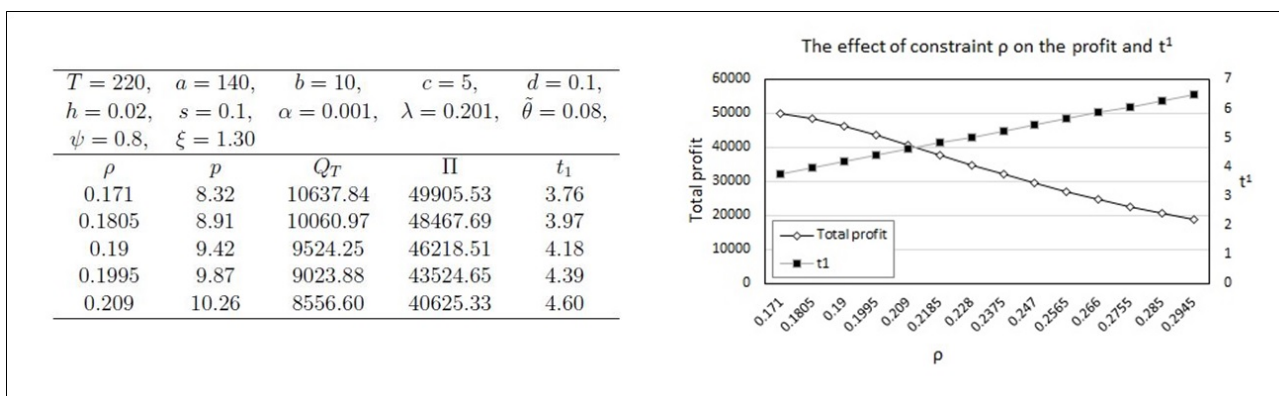 T = 220, a = 140, b = 10, c = 5, d = 0.1,
h = 0.02, s = 0.1, α = 0.001, λ = 0.201, θ̃ = 0.08,
ψ = 0.8, ξ = 1.30
ρ p Q_T Π t_1
0.171 8.32 10637.84 49905.53 3.76
0.1805 8.91 10060.97 48467.69 3.97
0.19 9.42 9524.25 46218.51 4.18
0.1995 9.87 9023.88 43524.65 4.39
0.209 10.26 8556.60 40625.33 4.60
The effect of constraint ρ on the profit and t¹
Total profit
60000
50000
40000
30000
20000
10000
0
Total profit
t1
7
6
5
4
3
2
1
0
t¹
0.171
0.1805
0.19
0.1995
0.209
0.2185
0.228
0.2375
0.247
0.2565
0.266
0.2755
0.285
0.2945
ρ